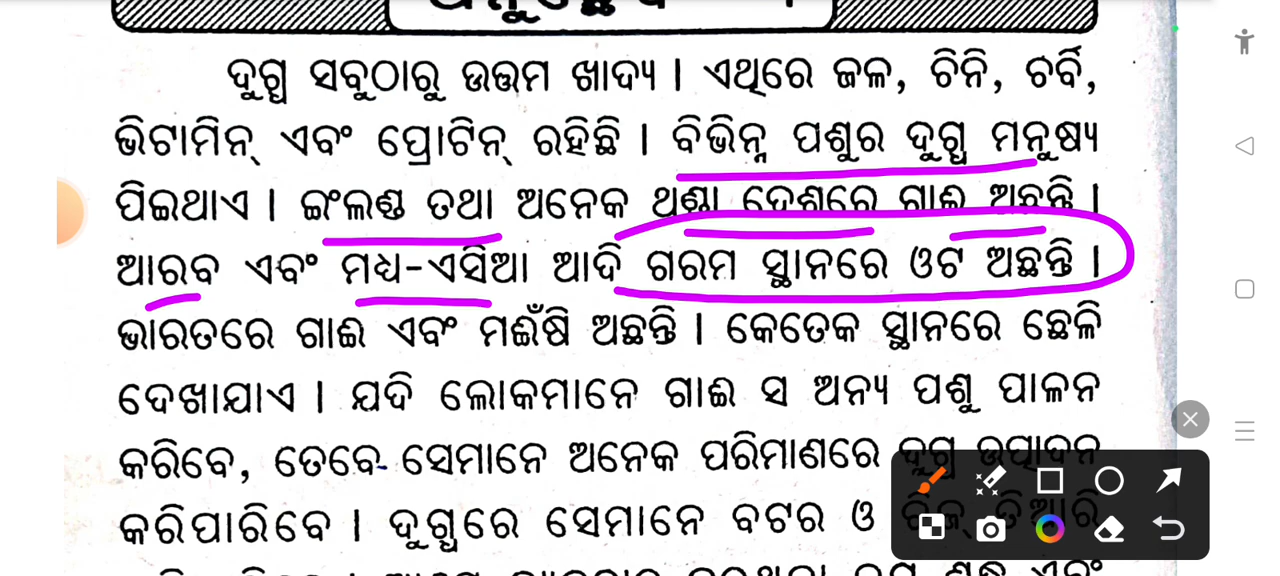 ଦୁଗ୍ଧ ସବୁଠାରୁ ଉତ୍ତମ ଖାଦ୍ୟ । ଏଥିରେ ଜଳ, ଚିନି, ଚର୍ବି,
ଭିଟାମିନ୍ ଏବଂ ପ୍ରୋଟିନ୍ ରହିଛି । ବିଭିନ୍ନ ପଶୁର ଦୁଗ୍ଧ ମନୁଷ୍ୟ
ପିଇଥାଏ । ଇଂଲଣ୍ଡ ତଥା ଅନେକ ଥଣ୍ଡା ଦେଶରେ ଗାଈ ଅଛନ୍ତି ।
ଆରବ ଏବଂ ମଧ୍ୟ-ଏସିଆ ଆଦି ଗରମ ସ୍ଥାନରେ ଓଟ ଅଛନ୍ତି ।
ଭାରତରେ ଗାଈ ଏବଂ ମଇଁଷି ଅଛନ୍ତି । କେତେକ ସ୍ଥାନରେ ଛେଳି
ଦେଖାଯାଏ । ଯଦି ଲୋକମାନେ ଗାଈ ସ ଅନ୍ୟ ପଶୁ ପାଳନ
କରିବେ, ତେବେ ସେମାନେ ଅନେକ ପରିମାଣରେ ଦୁଗ୍ଧ ଉତ୍ପାଦନ
କରିପାରିବେ । ଦୁଗ୍ଧରେ ସେମାନେ ବଟର ଓ ତିଆରି